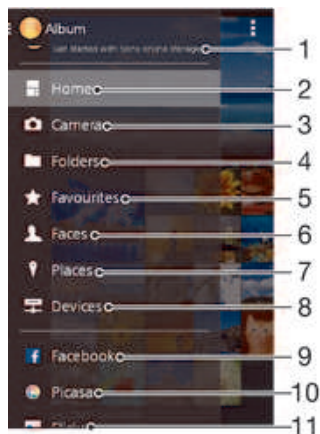 Album
1
Home 2
Camera 3
Folders 4
Favourites 5
Faces 6
Places 7
Devices 8
Facebook 9
Picasa 10
11